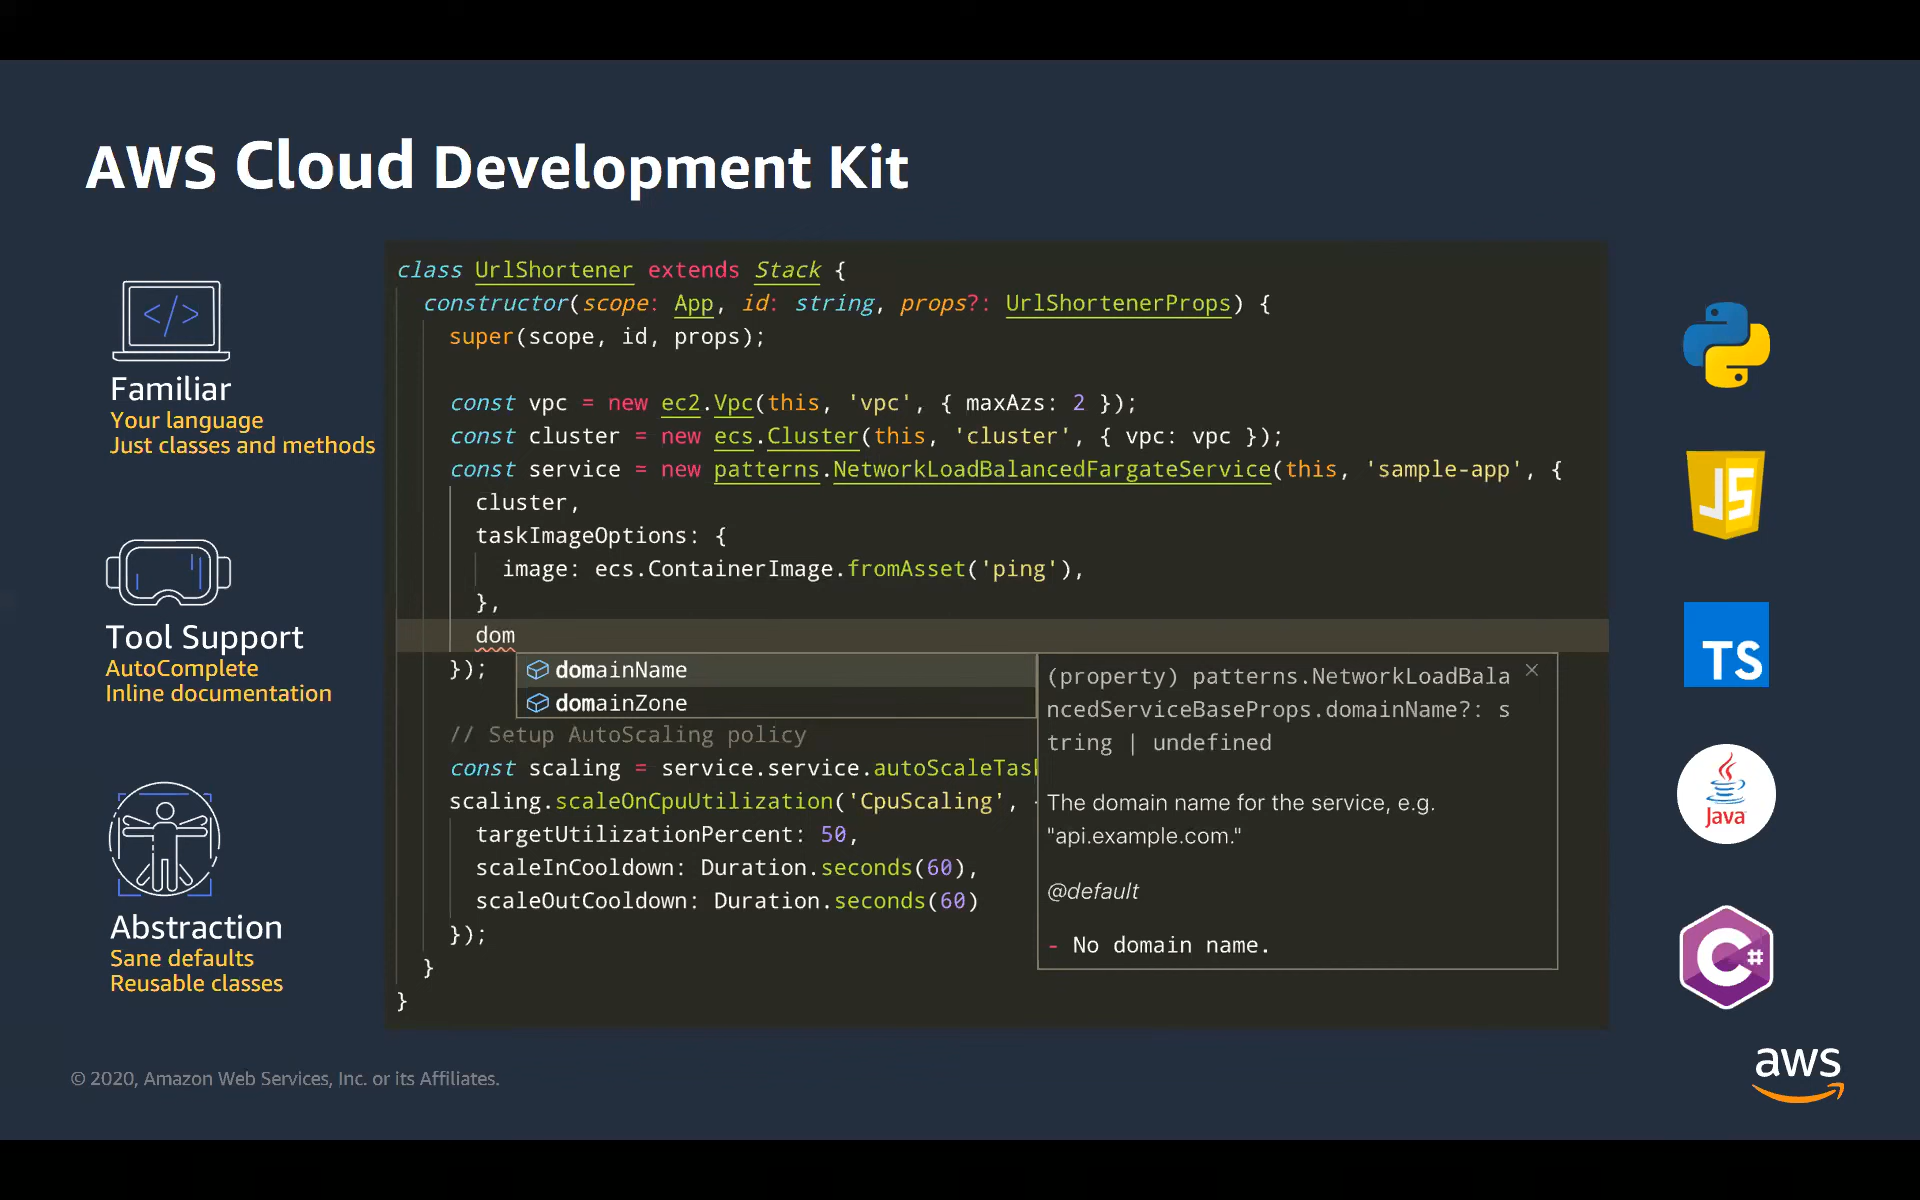 AWS Cloud Development Kit
</>
Familiar
Your language
Just classes and methods
Tool Support
AutoComplete
Inline documentation
Abstraction
Sane defaults
Reusable classes
class UrlShortener extends Stack {
constructor(scope: App, id: string, props?: UrlShortenerProps) {
super(scope, id, props);
const vpc = new ec2.Vpc(this, 'vpc', { maxAzs: 2 });
const cluster = new ecs.Cluster(this, 'cluster', { vpc: vpc });
const service = new patterns.NetworkLoadBalancedFargateService(this, 'sample-app', {
cluster,
taskImageOptions: {
image: ecs.ContainerImage.fromAsset('ping'),
},
dom
});
domainName
domainZone
// Setup AutoScaling policy
const scaling = service.service.autoScaleTas
scaling.scaleOnCpuUtilization('CpuScaling',
targetUtilizationPercent: 50,
scaleInCooldown: Duration.seconds(60),
scaleOutCooldown: Duration.seconds(60)
});
}
}
(property) patterns.NetworkLoadBala
ncedServiceBaseProps.domainName?: s
tring | undefined
The domain name for the service, e.g.
"api.example.com."
@default
- No domain name.
JS
TS
Java
C#
© 2020, Amazon Web Services, Inc. or its Affiliates.
aws